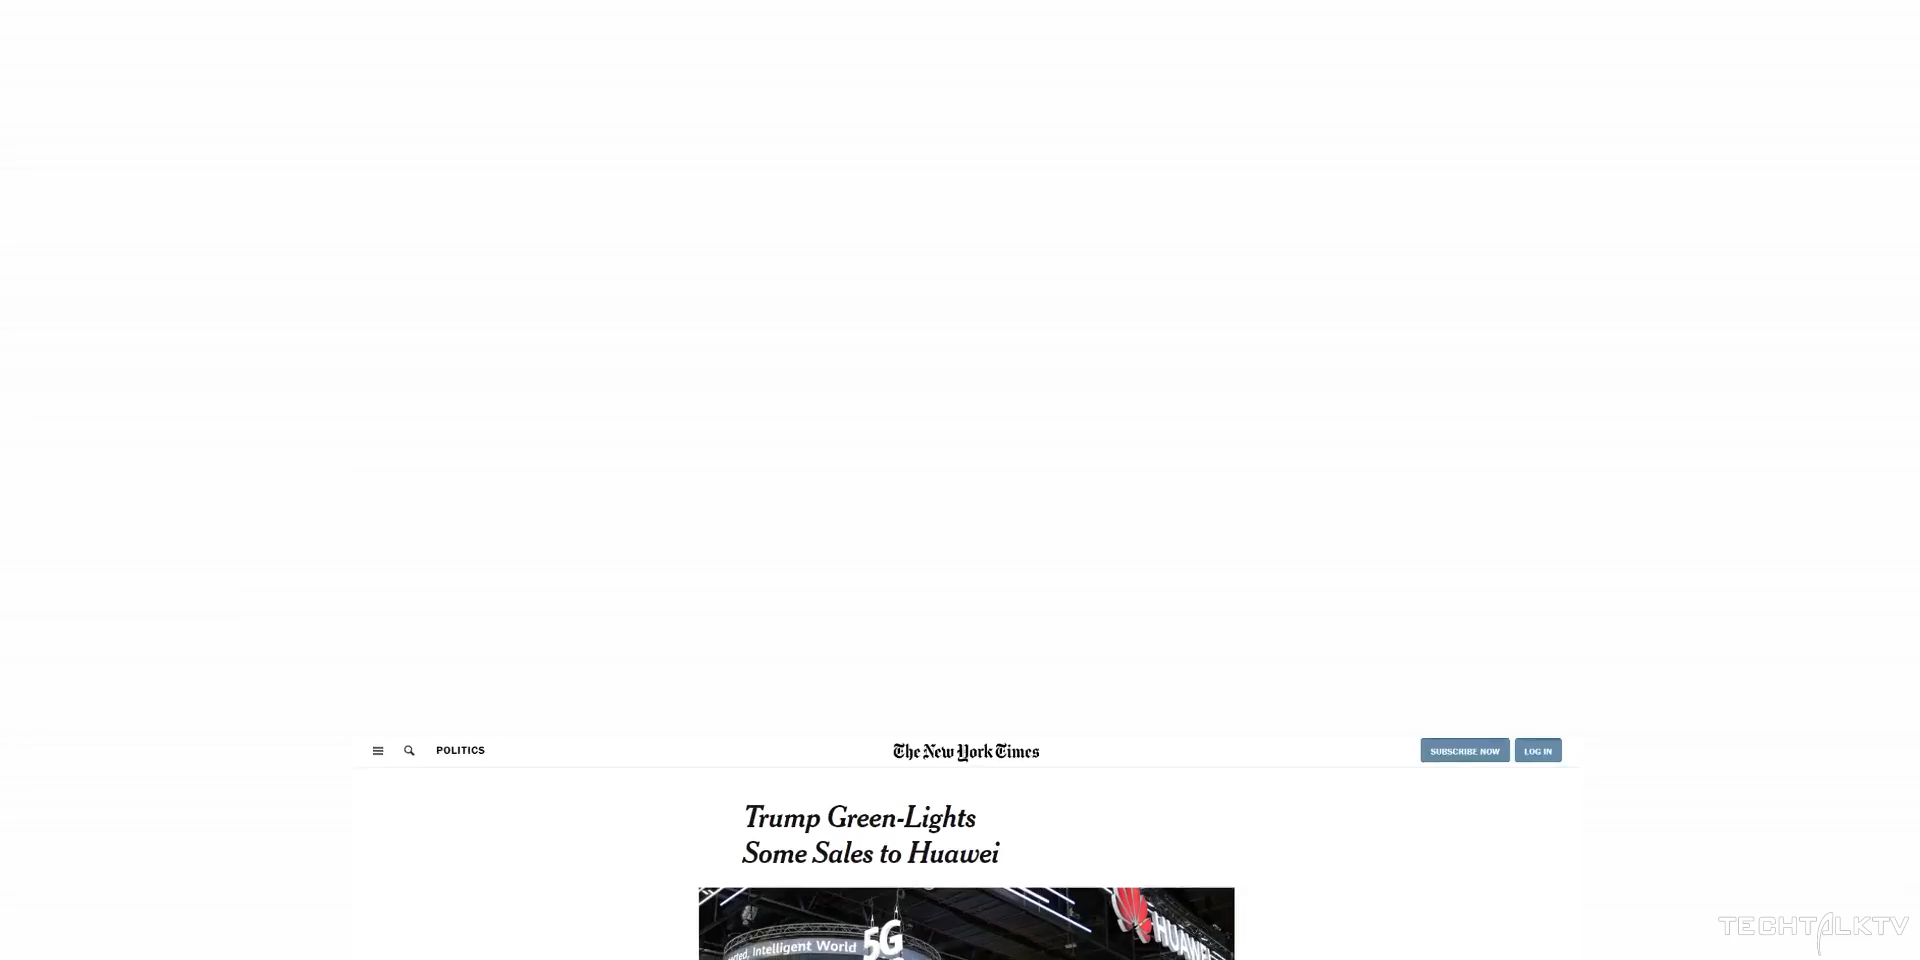 POLITICS
The New York Times
SUBSCRIBE NOW
LOG IN
Trump Green-Lights
Some Sales to Huawei
Intelligent World
5G
HUAWEI
TECHTALKTV